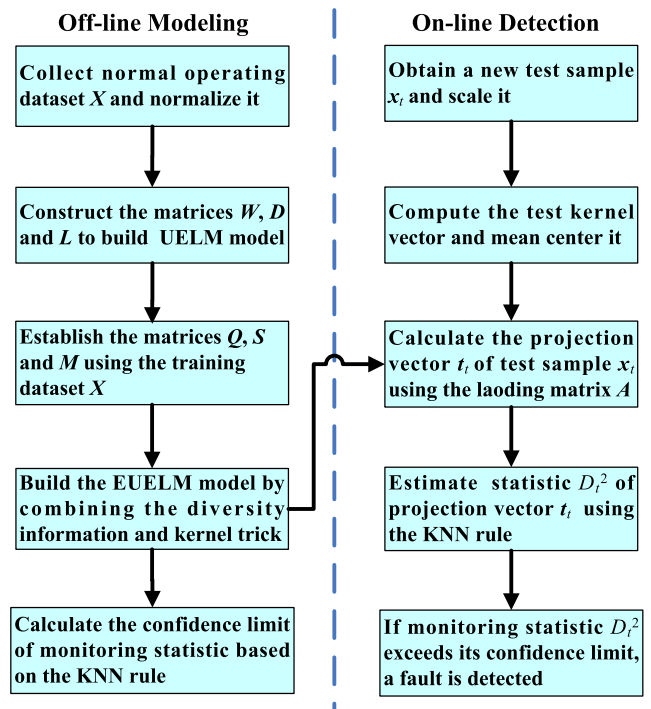 Off-line Modeling
Collect normal operating
dataset X and normalize it
Construct the matrices W, D
and L to build UELM model
Establish the matrices Q, S
and M using the training
dataset X
Build the EUELM model by
combining the diversity
information and kernel trick
Calculate the confidence limit
of monitoring statistic based
on the KNN rule
On-line Detection
Obtain a new test sample
xₜ and scale it
Compute the test kernel
vector and mean center it
Calculate the projection
vector tₜ of test sample xₜ
using the laoding matrix A
Estimate statistic Dₜ² of
projection vector tₜ using
the KNN rule
If monitoring statistic Dₜ²
exceeds its confidence limit,
a fault is detected